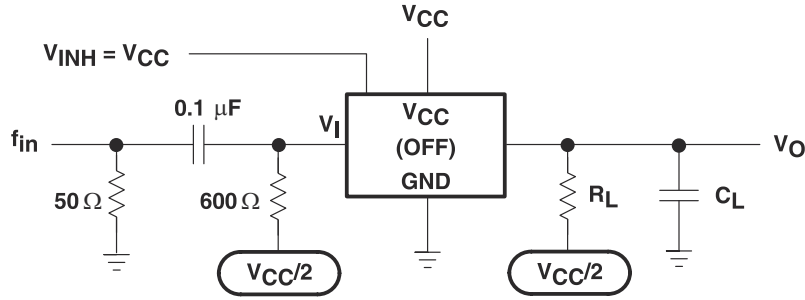 VCC
VINH = VCC
0.1 μF
fin
VI
VCC
(OFF)
GND
VO
50 Ω
600 Ω
RL
CL
VCC/2
VCC/2